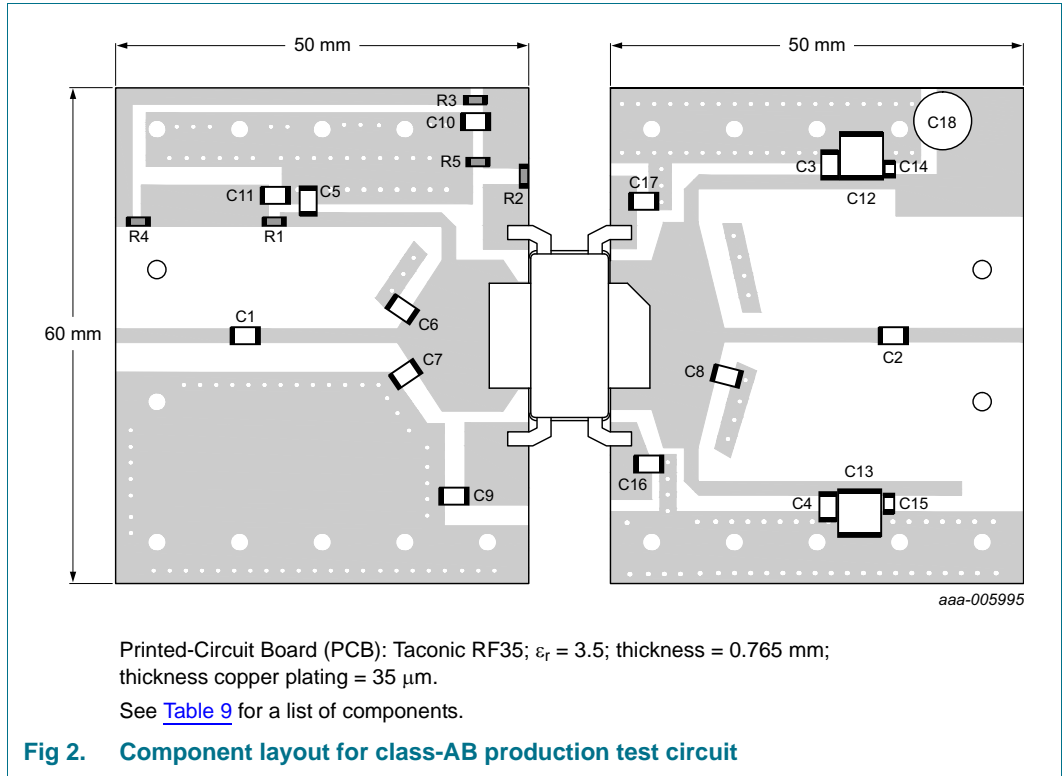 50 mm
50 mm
60 mm
R3
C10
R5
R2
C11
C5
R4
R1
C6
C1
C7
C9
C18
C3
C14
C12
C17
C2
C8
C13
C16
C4
C15
aaa-005995
Printed-Circuit Board (PCB): Taconic RF35; εr = 3.5; thickness = 0.765 mm;
thickness copper plating = 35 μm.
See Table 9 for a list of components.
Fig 2. Component layout for class-AB production test circuit